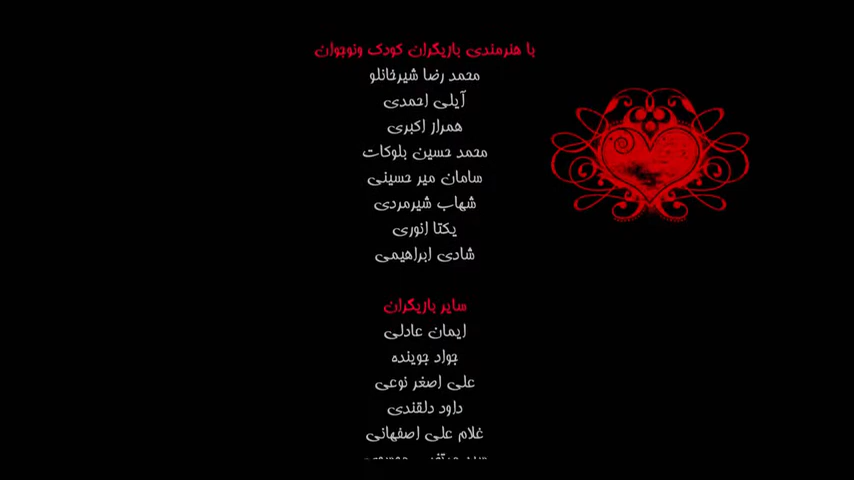 با هنرمندی بازیگران کودک ونوجوان
محمد رضا شیرخانلو
آیلی احمدی
همراز اکبری
محمد حسین بلوکات
سامان میر حسینی
شهاب شیرمردی
یکتا انوری
شادی ابراهیمی
سایر بازیگران
ایمان عادلی
جواد جوینده
علی اصغر نوعی
داود دلقندی
غلام علی اصفهانی